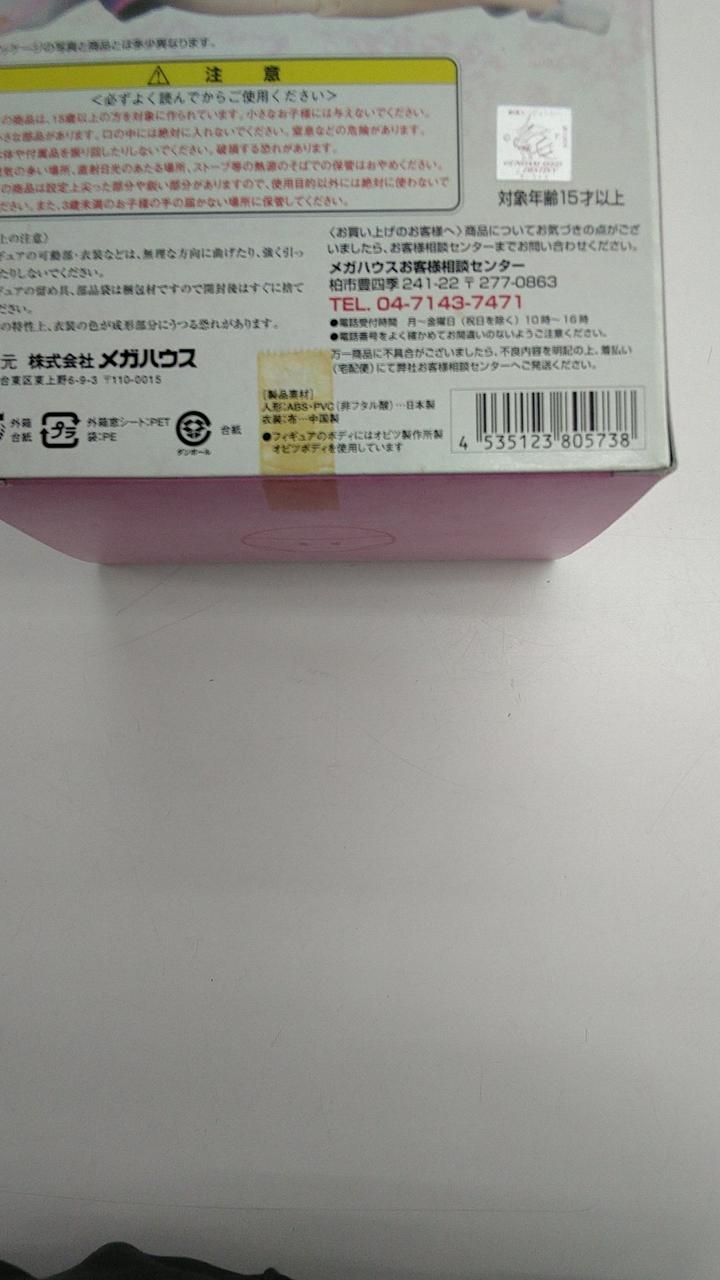 ッケージの写真と商品とは多少異なります。
注意
＜必ずよく読んでからご使用ください＞
の商品は、15歳以上の方を対象に作られています。小さなお子様には与えないでください。
さな部品があります。口の中には絶対に入れないでください。窒息などの危険があります。
体や付属品を振り回したりしないでください。破損する恐れがあります。
気の多い場所、直射日光のあたる場所、ストーブ等の熱源のそばでの保管はおやめください。
の商品は設定上尖った部分や鋭い部分がありますので、使用目的以外には絶対に使わないで
ださい。また、3歳未満のお子様の手の届かない場所に保管してください。
GUNDAM SEED
DESTINY
対象年齢15才以上
上の注意〉
ギュアの可動部・衣装などは、無理な方向に曲げたり、強く引っ
たりしないでください。
ギュアの留め具、部品袋は梱包材ですので開封後はすぐに捨て
ださい。
の特性上、衣装の色が成形部分にうつる恐れがあります。
元 株式会社メガハウス
台東区東上野6-9-3 〒110-0015
外箱
台紙
プラ
外箱窓シート:PET
袋:PE
ダンボール
台紙
〈お買い上げのお客様へ〉商品についてお気づきの点がござ
いましたら、お客様相談センターまでお問い合わせください。
メガハウスお客様相談センター
柏市豊四季241-22 〒277-0863
TEL. 04-7143-7471
●電話受付時間 月～金曜日（祝日を除く）10時～16時
●電話番号をよく確かめてお間違いのないようご注意ください。
万一商品に不具合がございましたら、不良内容を明記の上、着払い
（宅配便）にて弊社お客様相談センターへご発送ください。
［製品素材］
人形:ABS・PVC（非フタル酸）…日本製
衣装:布…中国製
●フィギュアのボディにはオビツ製作所製
オビツボディを使用しています
4 535123 805738